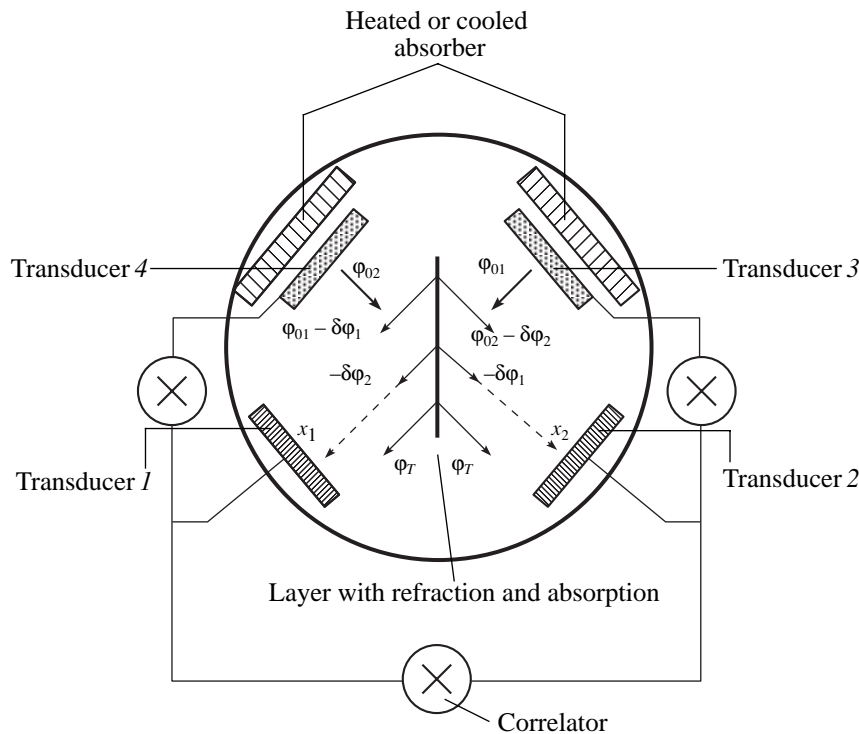 Heated or cooled
absorber
Transducer 4
Transducer 3
φ02
φ01
φ01 – δφ1
φ02 – δφ2
–δφ2
–δφ1
x1
x2
φT
φT
Transducer 1
Transducer 2
Layer with refraction and absorption
Correlator